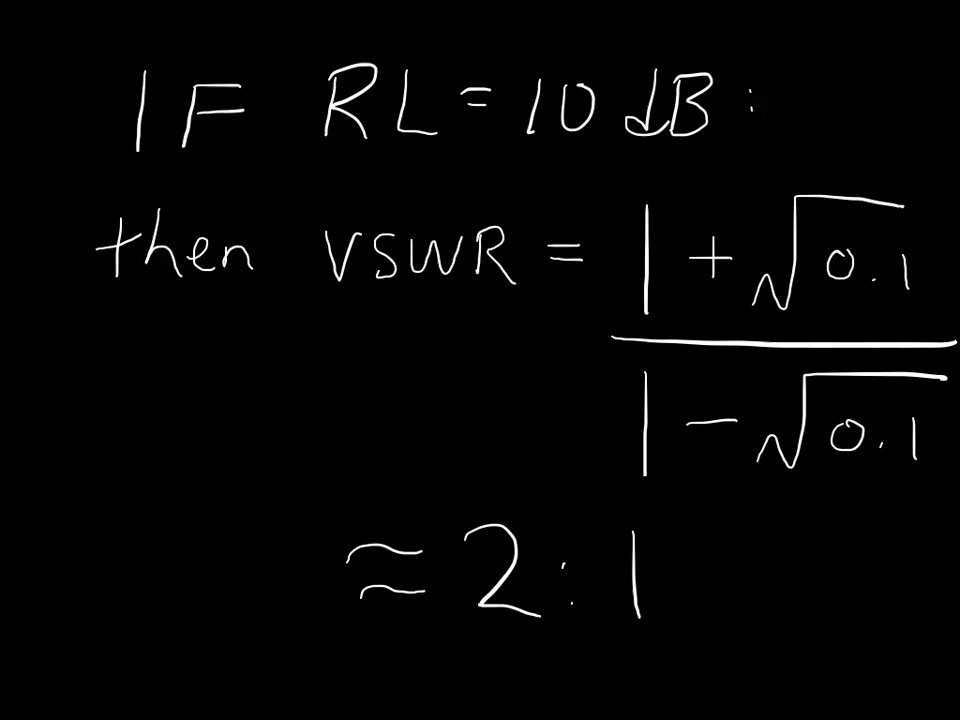 IF RL = 10 dB :
then VSWR = 1 + √0.1
1 - √0.1
≈ 2 : 1